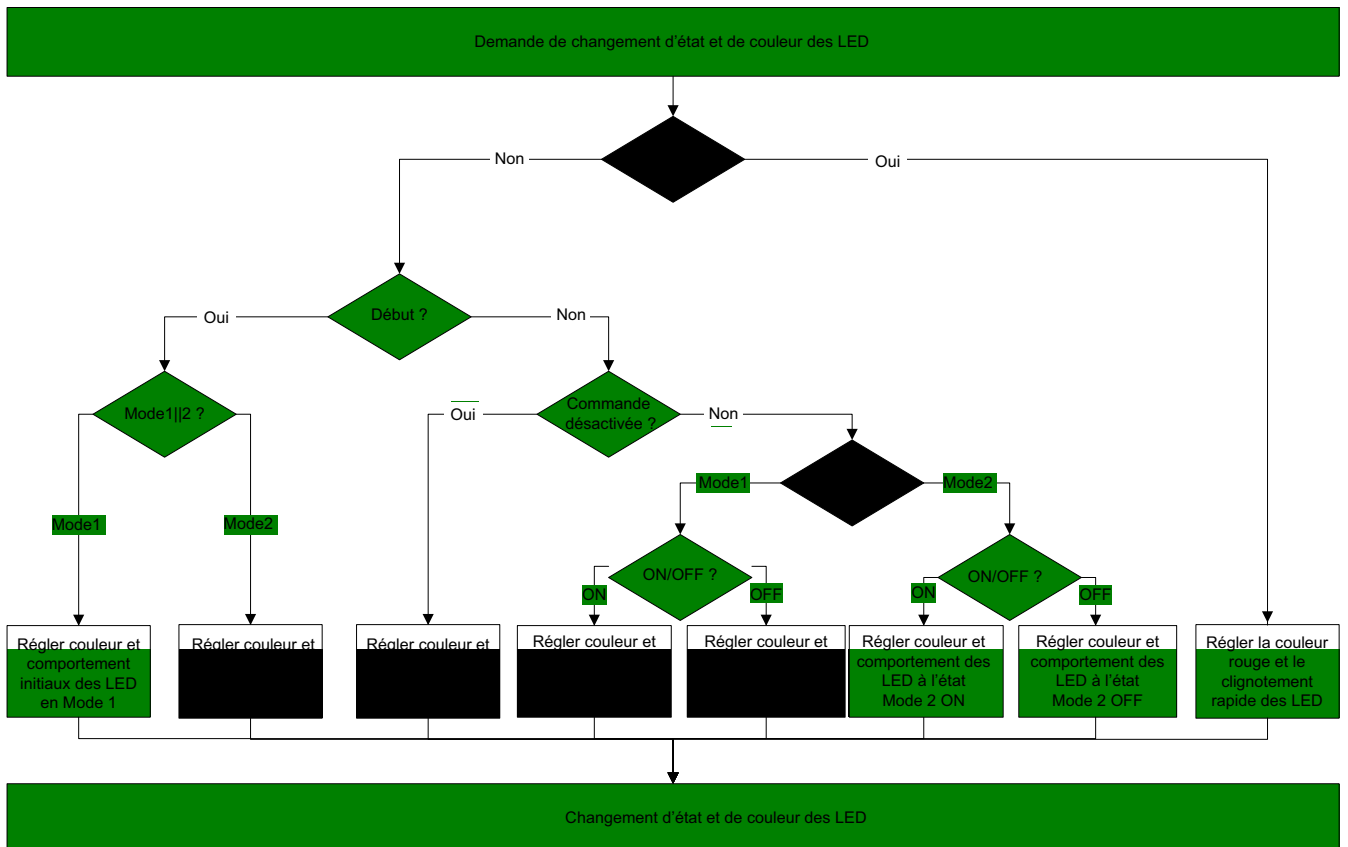 Demande de changement d'état et de couleur des LED
Non
Oui
Début ?
Oui
Non
Mode1||2 ?
Commande
désactivée ?
Oui
Non
Mode1
Mode2
Mode1
Mode2
ON/OFF ?
ON/OFF ?
ON
OFF
ON
OFF
Régler couleur et
comportement
initiaux des LED
en Mode 1
Régler couleur et
Régler couleur et
Régler couleur et
Régler couleur et
Régler couleur et
comportement des
LED à l'état
Mode 2 ON
Régler couleur et
comportement des
LED à l'état
Mode 2 OFF
Régler la couleur
rouge et le
clignotement
rapide des LED
Changement d'état et de couleur des LED